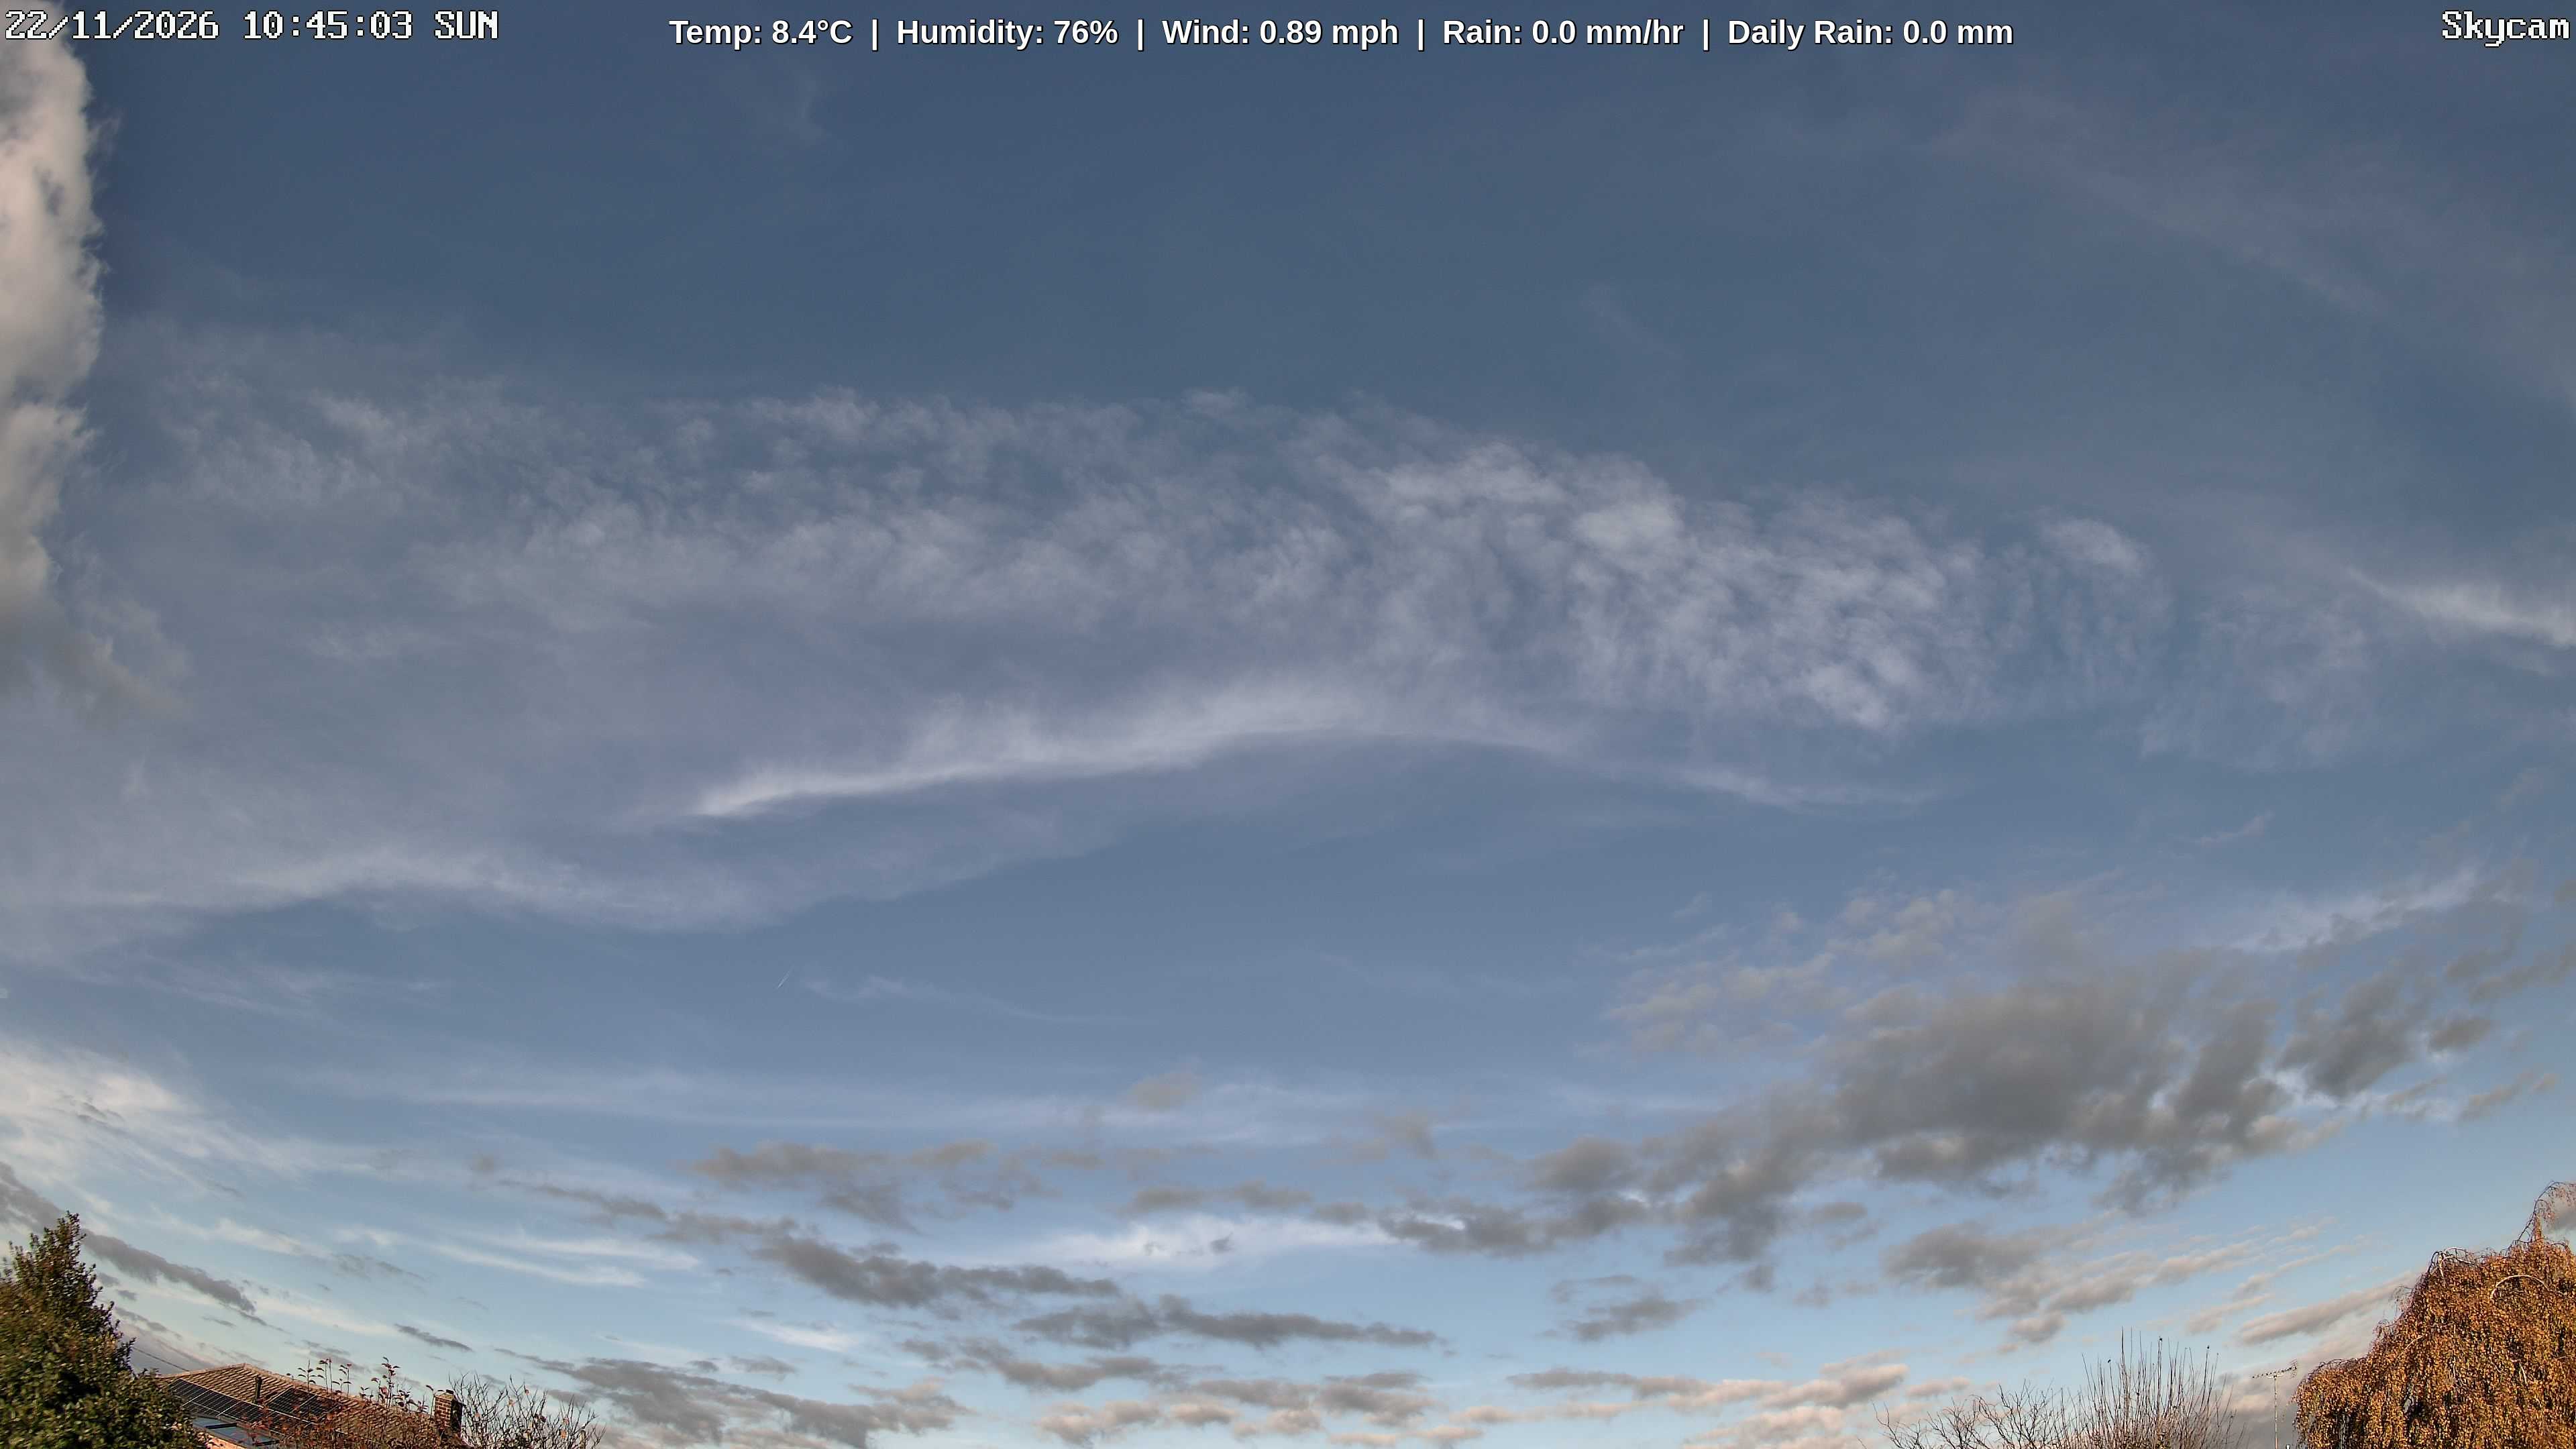 22/11/2026 10:45:03 SUN
Temp: 8.4°C | Humidity: 76% | Wind: 0.89 mph | Rain: 0.0 mm/hr | Daily Rain: 0.0 mm
Skycam